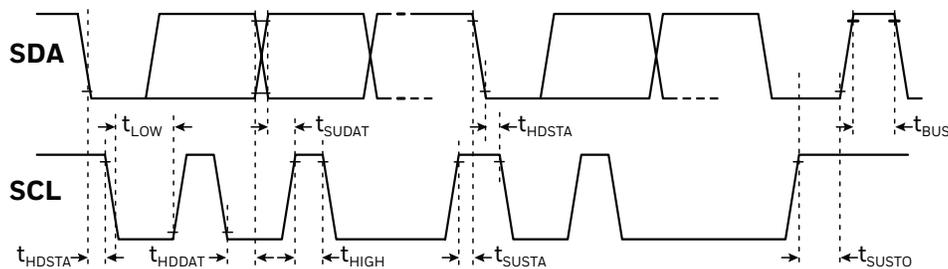 SDA
tLOW tSUDAT tHDSTA tBUS
SCL
tHDSTA tHDDAT tHIGH tSUSTA tSUSTO